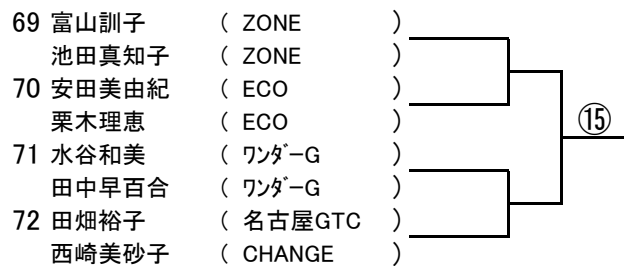 69 富山訓子 ( ZONE )
池田真知子 ( ZONE )
70 安田美由紀 ( ECO )
栗木理恵 ( ECO )
⑮
71 水谷和美 ( ﾜﾝﾀﾞｰG )
田中早百合 ( ﾜﾝﾀﾞｰG )
72 田畑裕子 ( 名古屋GTC )
西崎美砂子 ( CHANGE )